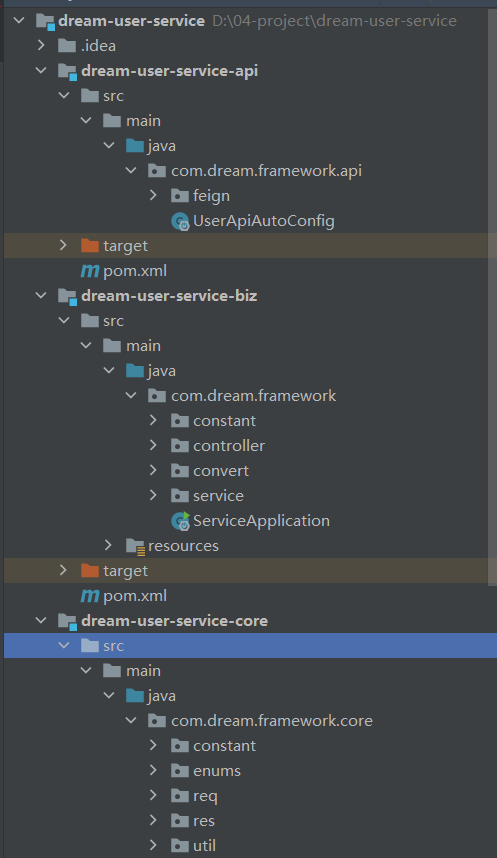 dream-user-service D:\04-project\dream-user-service
.idea
dream-user-service-api
src
main
java
com.dream.framework.api
feign
UserApiAutoConfig
target
pom.xml
dream-user-service-biz
src
main
java
com.dream.framework
constant
controller
convert
service
ServiceApplication
resources
target
pom.xml
dream-user-service-core
src
main
java
com.dream.framework.core
constant
enums
req
res
util